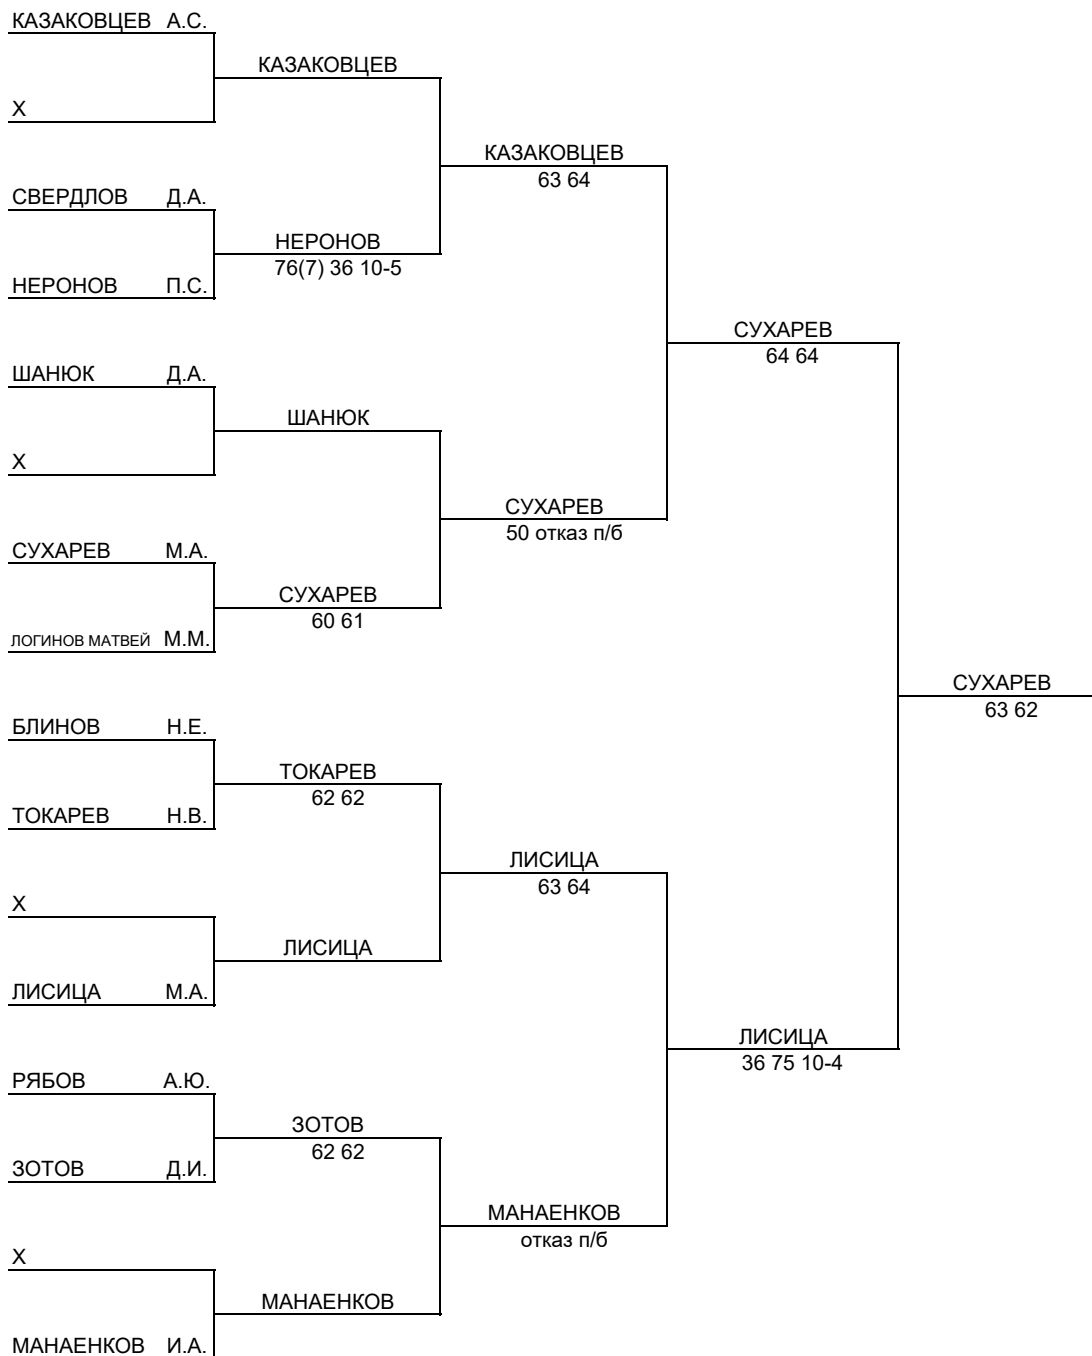 КАЗАКОВЦЕВ А.С.
КАЗАКОВЦЕВ
Х
КАЗАКОВЦЕВ
63 64
СВЕРДЛОВ Д.А.
НЕРОНОВ
76(7) 36 10-5
НЕРОНОВ П.С.
СУХАРЕВ
64 64
ШАНЮК Д.А.
ШАНЮК
Х
СУХАРЕВ
50 отказ п/б
СУХАРЕВ М.А.
СУХАРЕВ
60 61
ЛОГИНОВ МАТВЕЙ М.М.
СУХАРЕВ
63 62
БЛИНОВ Н.Е.
ТОКАРЕВ
62 62
ТОКАРЕВ Н.В.
ЛИСИЦА
63 64
Х
ЛИСИЦА
ЛИСИЦА М.А.
ЛИСИЦА
36 75 10-4
РЯБОВ А.Ю.
ЗОТОВ
62 62
ЗОТОВ Д.И.
МАНАЕНКОВ
отказ п/б
Х
МАНАЕНКОВ
МАНАЕНКОВ И.А.